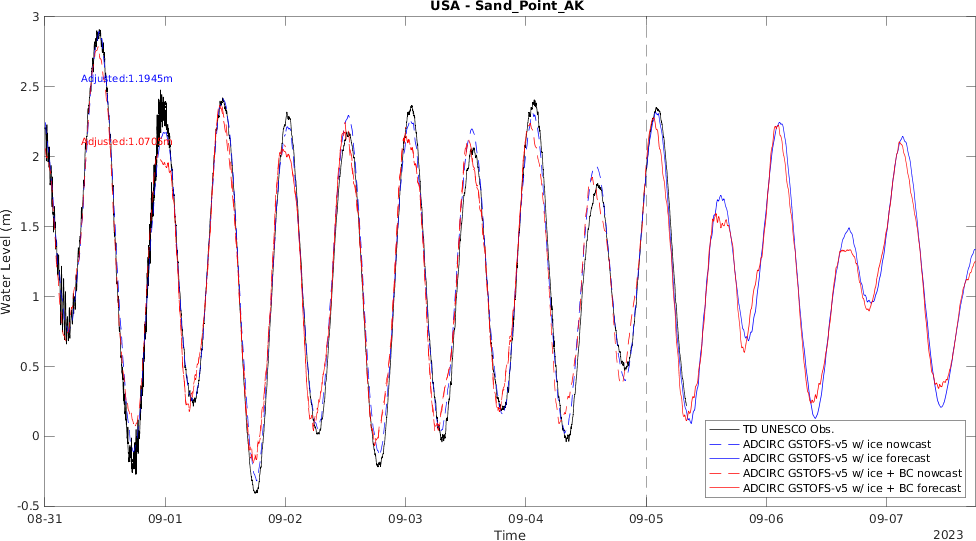 USA - Sand_Point_AK
Water Level (m)
3
2.5
2
1.5
1
0.5
0
-0.5
Adjusted:1.1945m
08-31
09-01
09-02
09-03
09-04
09-05
09-06
09-07
Time
2023
TD UNESCO Obs.
ADCIRC GSTOFS-v5 w/ ice nowcast
ADCIRC GSTOFS-v5 w/ ice forecast
ADCIRC GSTOFS-v5 w/ ice + BC nowcast
ADCIRC GSTOFS-v5 w/ ice + BC forecast